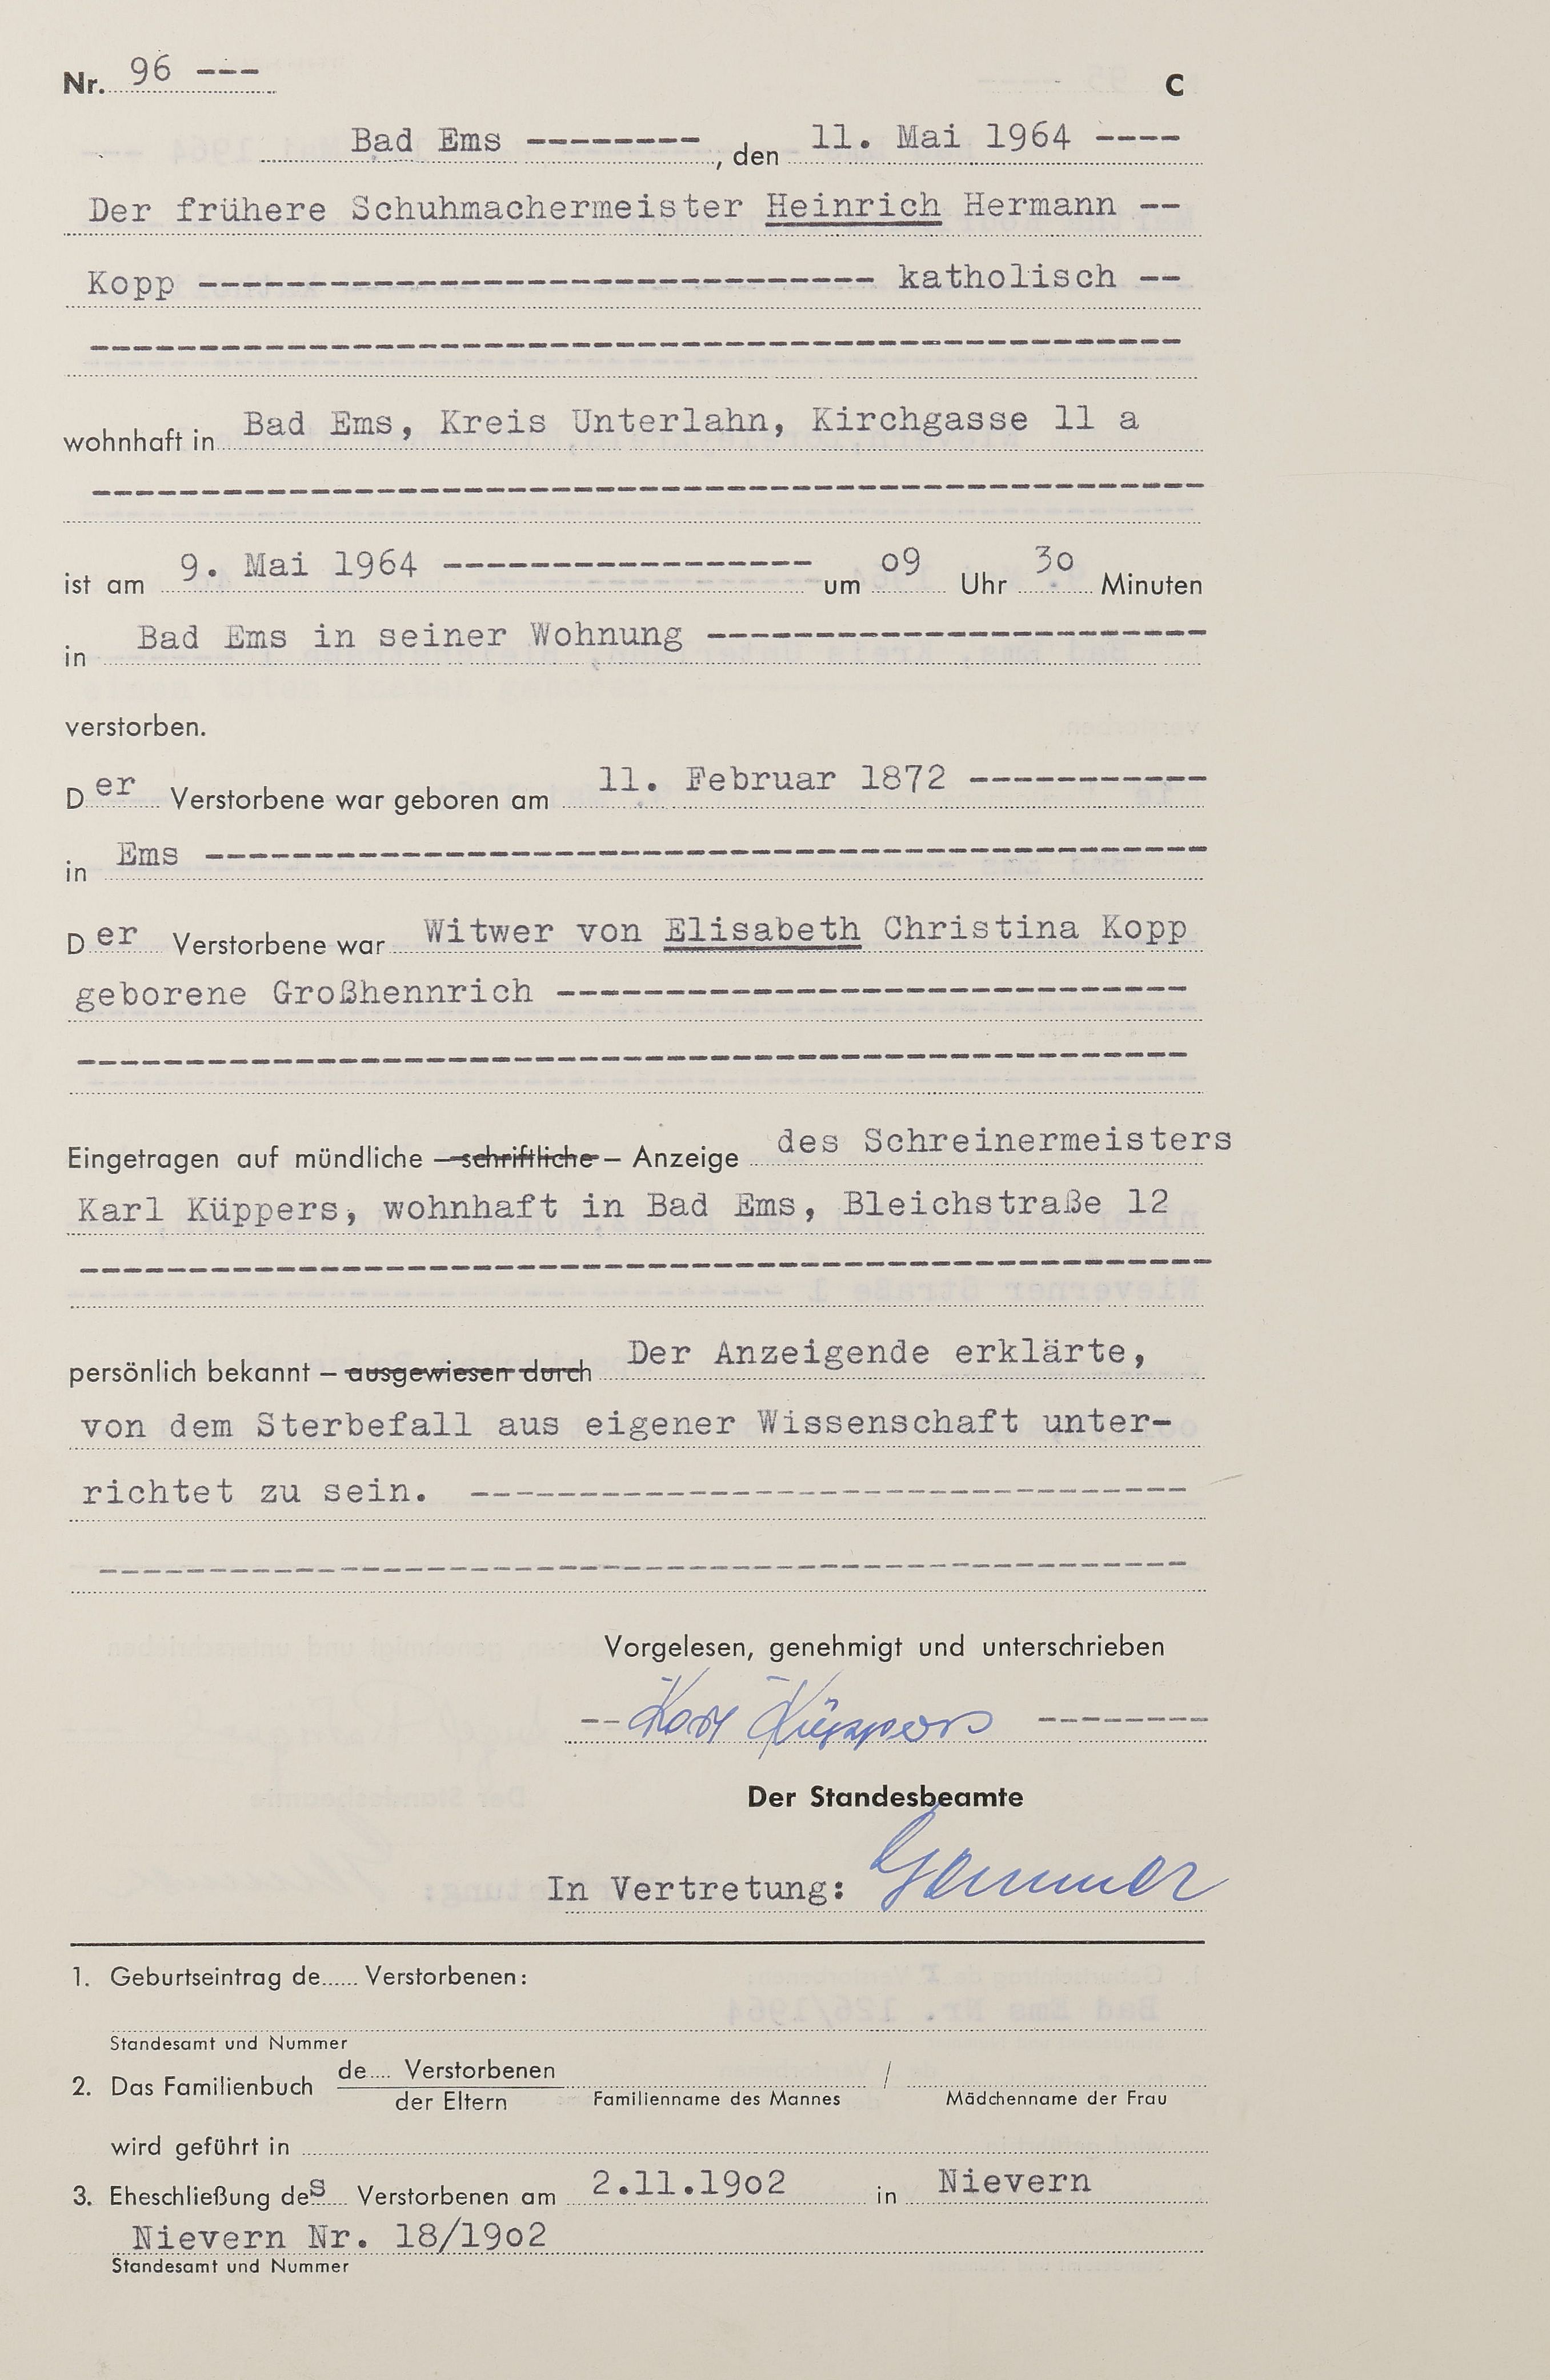 Nr. 96 --- C
Bad Ems --------, den 11. Mai 1964 ----
Der frühere Schuhmachermeister Heinrich Hermann --
Kopp ------------------------------- katholisch --
--------------------------------------------------
wohnhaft in Bad Ems, Kreis Unterlahn, Kirchgasse 11 a
---------------------------------------------------
ist am 9. Mai 1964 ----------------- um o9 Uhr 3o Minuten
in Bad Ems in seiner Wohnung -----------------------
verstorben.
Der Verstorbene war geboren am 11. Februar 1872 -----------
in Ems ----------------------------------------------
Der Verstorbene war Witwer von Elisabeth Christina Kopp
geborene Großhennrich -----------------------------
---------------------------------------------------
Eingetragen auf mündliche – schriftliche – Anzeige des Schreinermeisters
Karl Küppers, wohnhaft in Bad Ems, Bleichstraße 12
----------------------------------------------------
persönlich bekannt – ausgewiesen durch Der Anzeigende erklärte,
von dem Sterbefall aus eigener Wissenschaft unter-
richtet zu sein. ---------------------------------
--------------------------------------------------
Vorgelesen, genehmigt und unterschrieben
-- Karl Küppers --------
Der Standesbeamte
In Vertretung:
1. Geburtseintrag de...... Verstorbenen:
Standesamt und Nummer
2. Das Familienbuch de.... Verstorbenen /
der Eltern Familienname des Mannes Mädchenname der Frau
wird geführt in
3. Eheschließung des Verstorbenen am 2.11.19o2 in Nievern
Nievern Nr. 18/19o2
Standesamt und Nummer